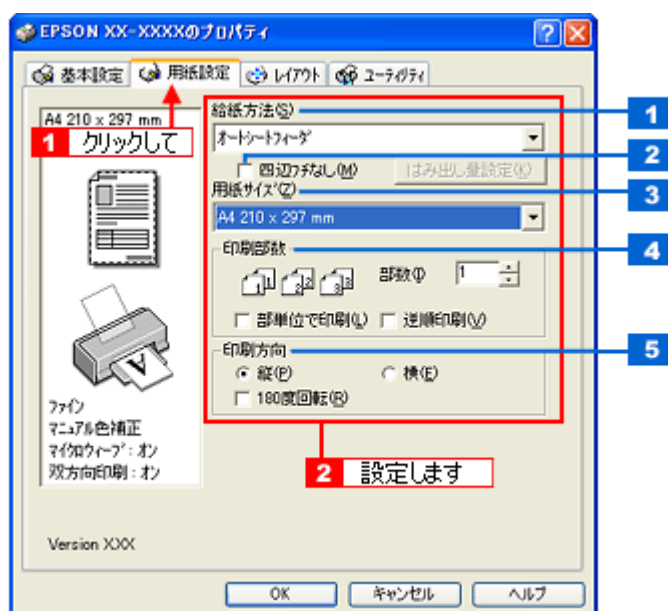 EPSON XX-XXXXのプロパティ
基本設定 用紙設定 レイアウト ユーティリティ
A4 210 x 297 mm
1 クリックして
給紙方法(S)
1
オートシートフィーダ
四辺フチなし(M) はみ出し量設定(K)
2
用紙サイズ(Z)
3
A4 210 x 297 mm
印刷部数
4
部数(I) 1
部単位で印刷(L) 逆順印刷(V)
印刷方向
5
縦(P) 横(E)
180度回転(R)
ファイン
マニュアル色補正
マイクロウィーブ：オン
双方向印刷：オン
2 設定します
Version XXX
OK キャンセル ヘルプ